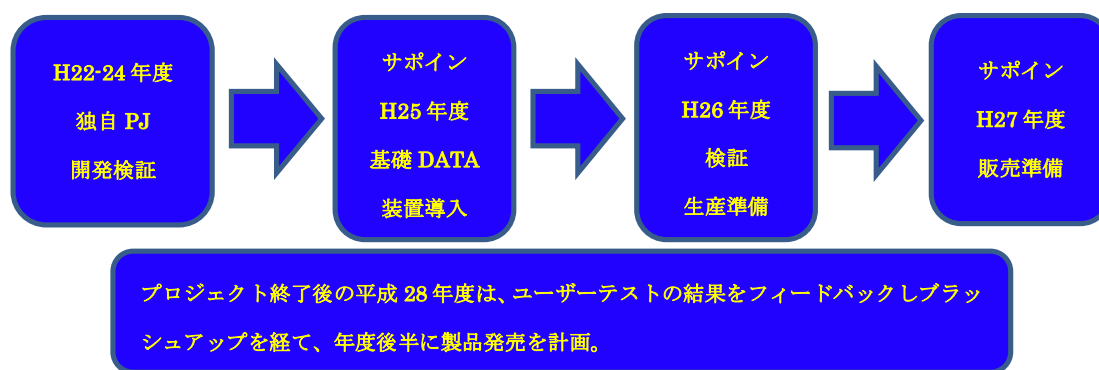 H22-24 年度
独自 PJ
開発検証
サポイン
H25 年度
基礎 DATA
装置導入
サポイン
H26 年度
検証
生産準備
サポイン
H27 年度
販売準備
プロジェクト終了後の平成 28 年度は、ユーザーテストの結果をフィードバックしブラッ
シュアップを経て、年度後半に製品発売を計画。